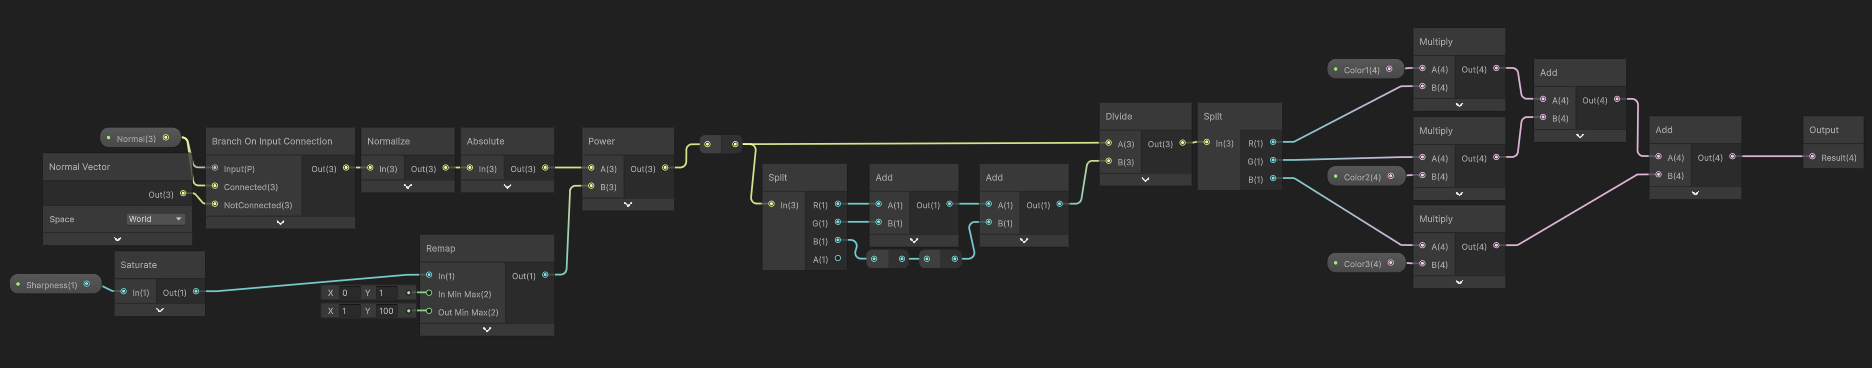 Normal(3)
Normal Vector
Out(3)
Space World
Branch On Input Connection
Input(P) Out(3)
Connected(3)
NotConnected(3)
Normalize
In(3) Out(3)
Absolute
In(3) Out(3)
Sharpness(1)
Saturate
In(1) Out(1)
Remap
In(1) Out(1)
X 0 Y 1 In Min Max(2)
X 1 Y 100 Out Min Max(2)
Power
A(3) Out(3)
B(3)
Split
In(3) R(1)
G(1)
B(1)
A(1)
Add
A(1) Out(1)
B(1)
Add
A(1) Out(1)
B(1)
Divide
A(3) Out(3)
B(3)
Split
In(3) R(1)
G(1)
B(1)
Color1(4)
Multiply
A(4) Out(4)
B(4)
Color2(4)
Multiply
A(4) Out(4)
B(4)
Color3(4)
Multiply
A(4) Out(4)
B(4)
Add
A(4) Out(4)
B(4)
Add
A(4) Out(4)
B(4)
Output
Result(4)